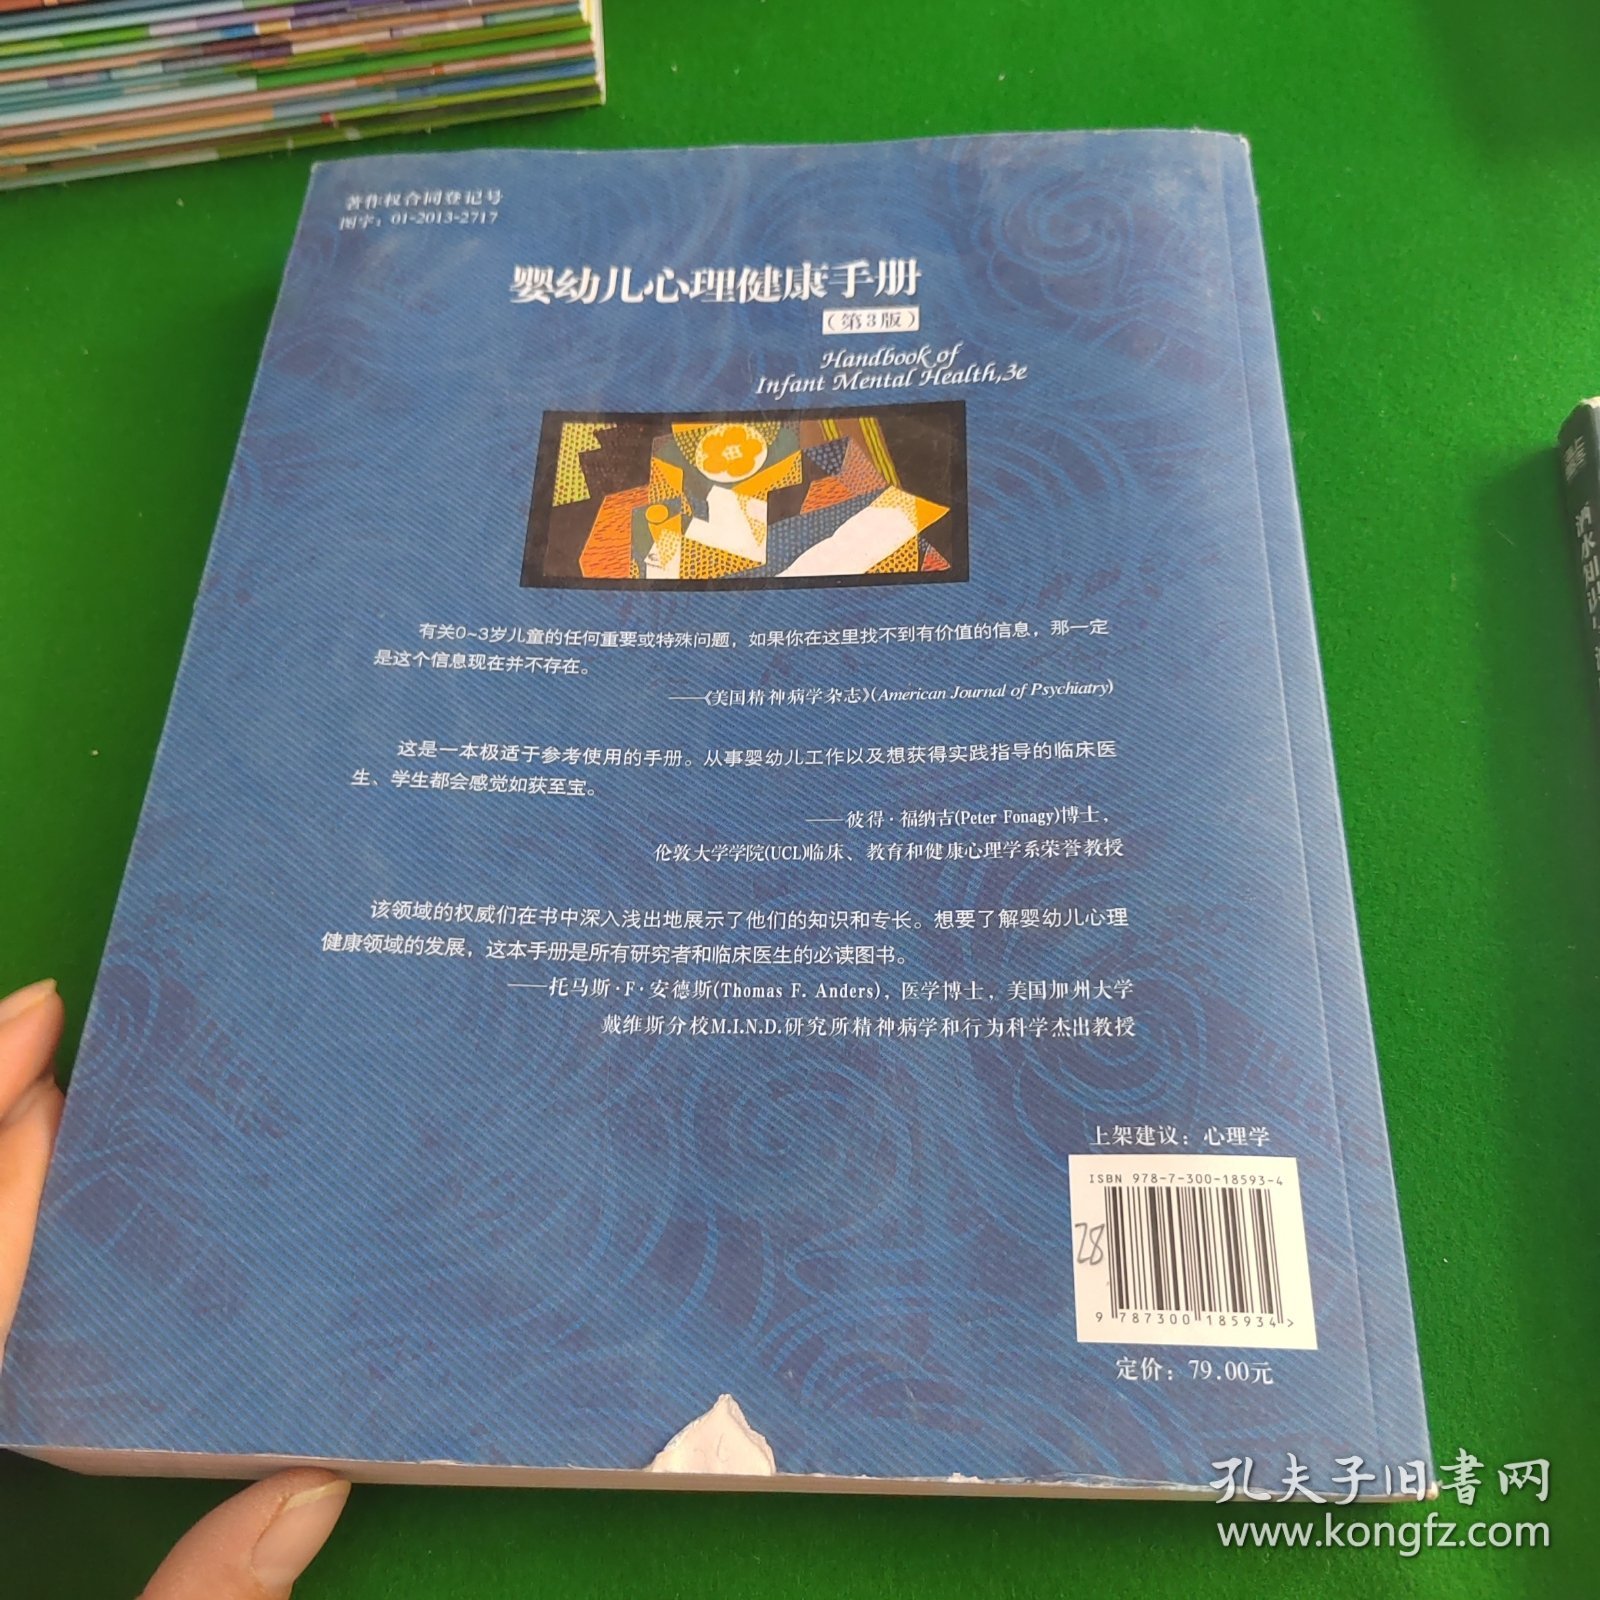 著作权合同登记号
图字：01-2013-2717
婴幼儿心理健康手册
（第3版）
Handbook of
Infant Mental Health,3e
有关0~3岁儿童的任何重要或特殊问题，如果你在这里找不到有价值的信息，那一定
是这个信息现在并不存在。
——《美国精神病学杂志》(American Journal of Psychiatry)
这是一本极适于参考使用的手册。从事婴幼儿工作以及想获得实践指导的临床医
生、学生都会感觉如获至宝。
——彼得·福纳吉(Peter Fonagy)博士，
伦敦大学学院(UCL)临床、教育和健康心理学系荣誉教授
该领域的权威们在书中深入浅出地展示了他们的知识和专长。想要了解婴幼儿心理
健康领域的发展，这本手册是所有研究者和临床医生的必读图书。
——托马斯·F·安德斯(Thomas F. Anders)，医学博士，美国加州大学
戴维斯分校M.I.N.D.研究所精神病学和行为科学杰出教授
上架建议：心理学
ISBN 978-7-300-18593-4
28
9 787300 185934 >
定价：79.00元
酒水知识与
孔夫子旧书网
www.kongfz.com